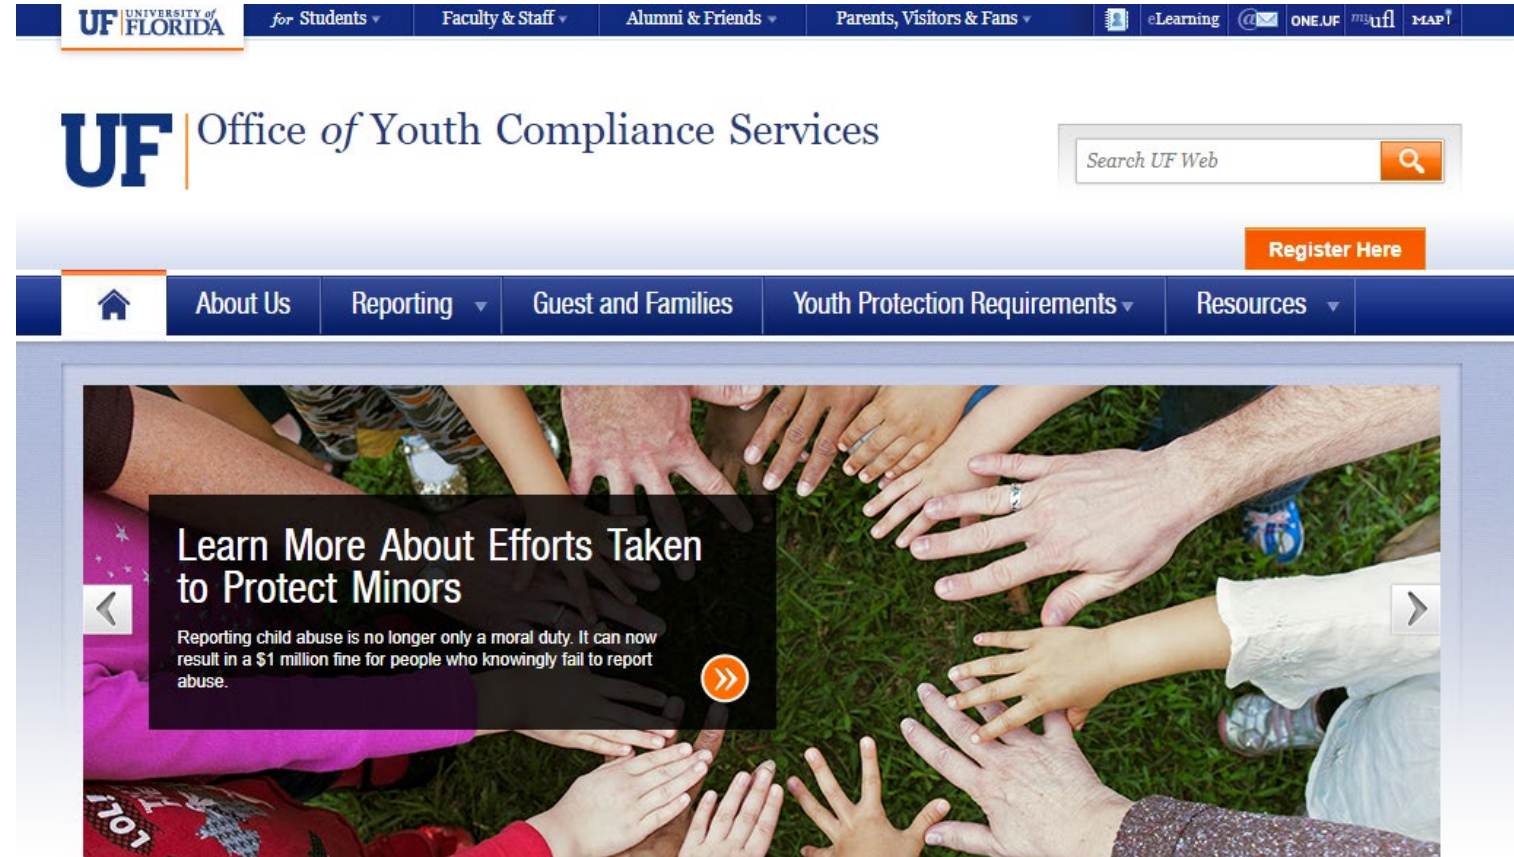 UF UNIVERSITY of FLORIDA
for Students
Faculty & Staff
Alumni & Friends
Parents, Visitors & Fans
eLearning
@
ONE.UF
myufl
MAP
UF Office of Youth Compliance Services
Search UF Web
Register Here
About Us
Reporting
Guest and Families
Youth Protection Requirements
Resources
Learn More About Efforts Taken
to Protect Minors
Reporting child abuse is no longer only a moral duty. It can now
result in a $1 million fine for people who knowingly fail to report
abuse.